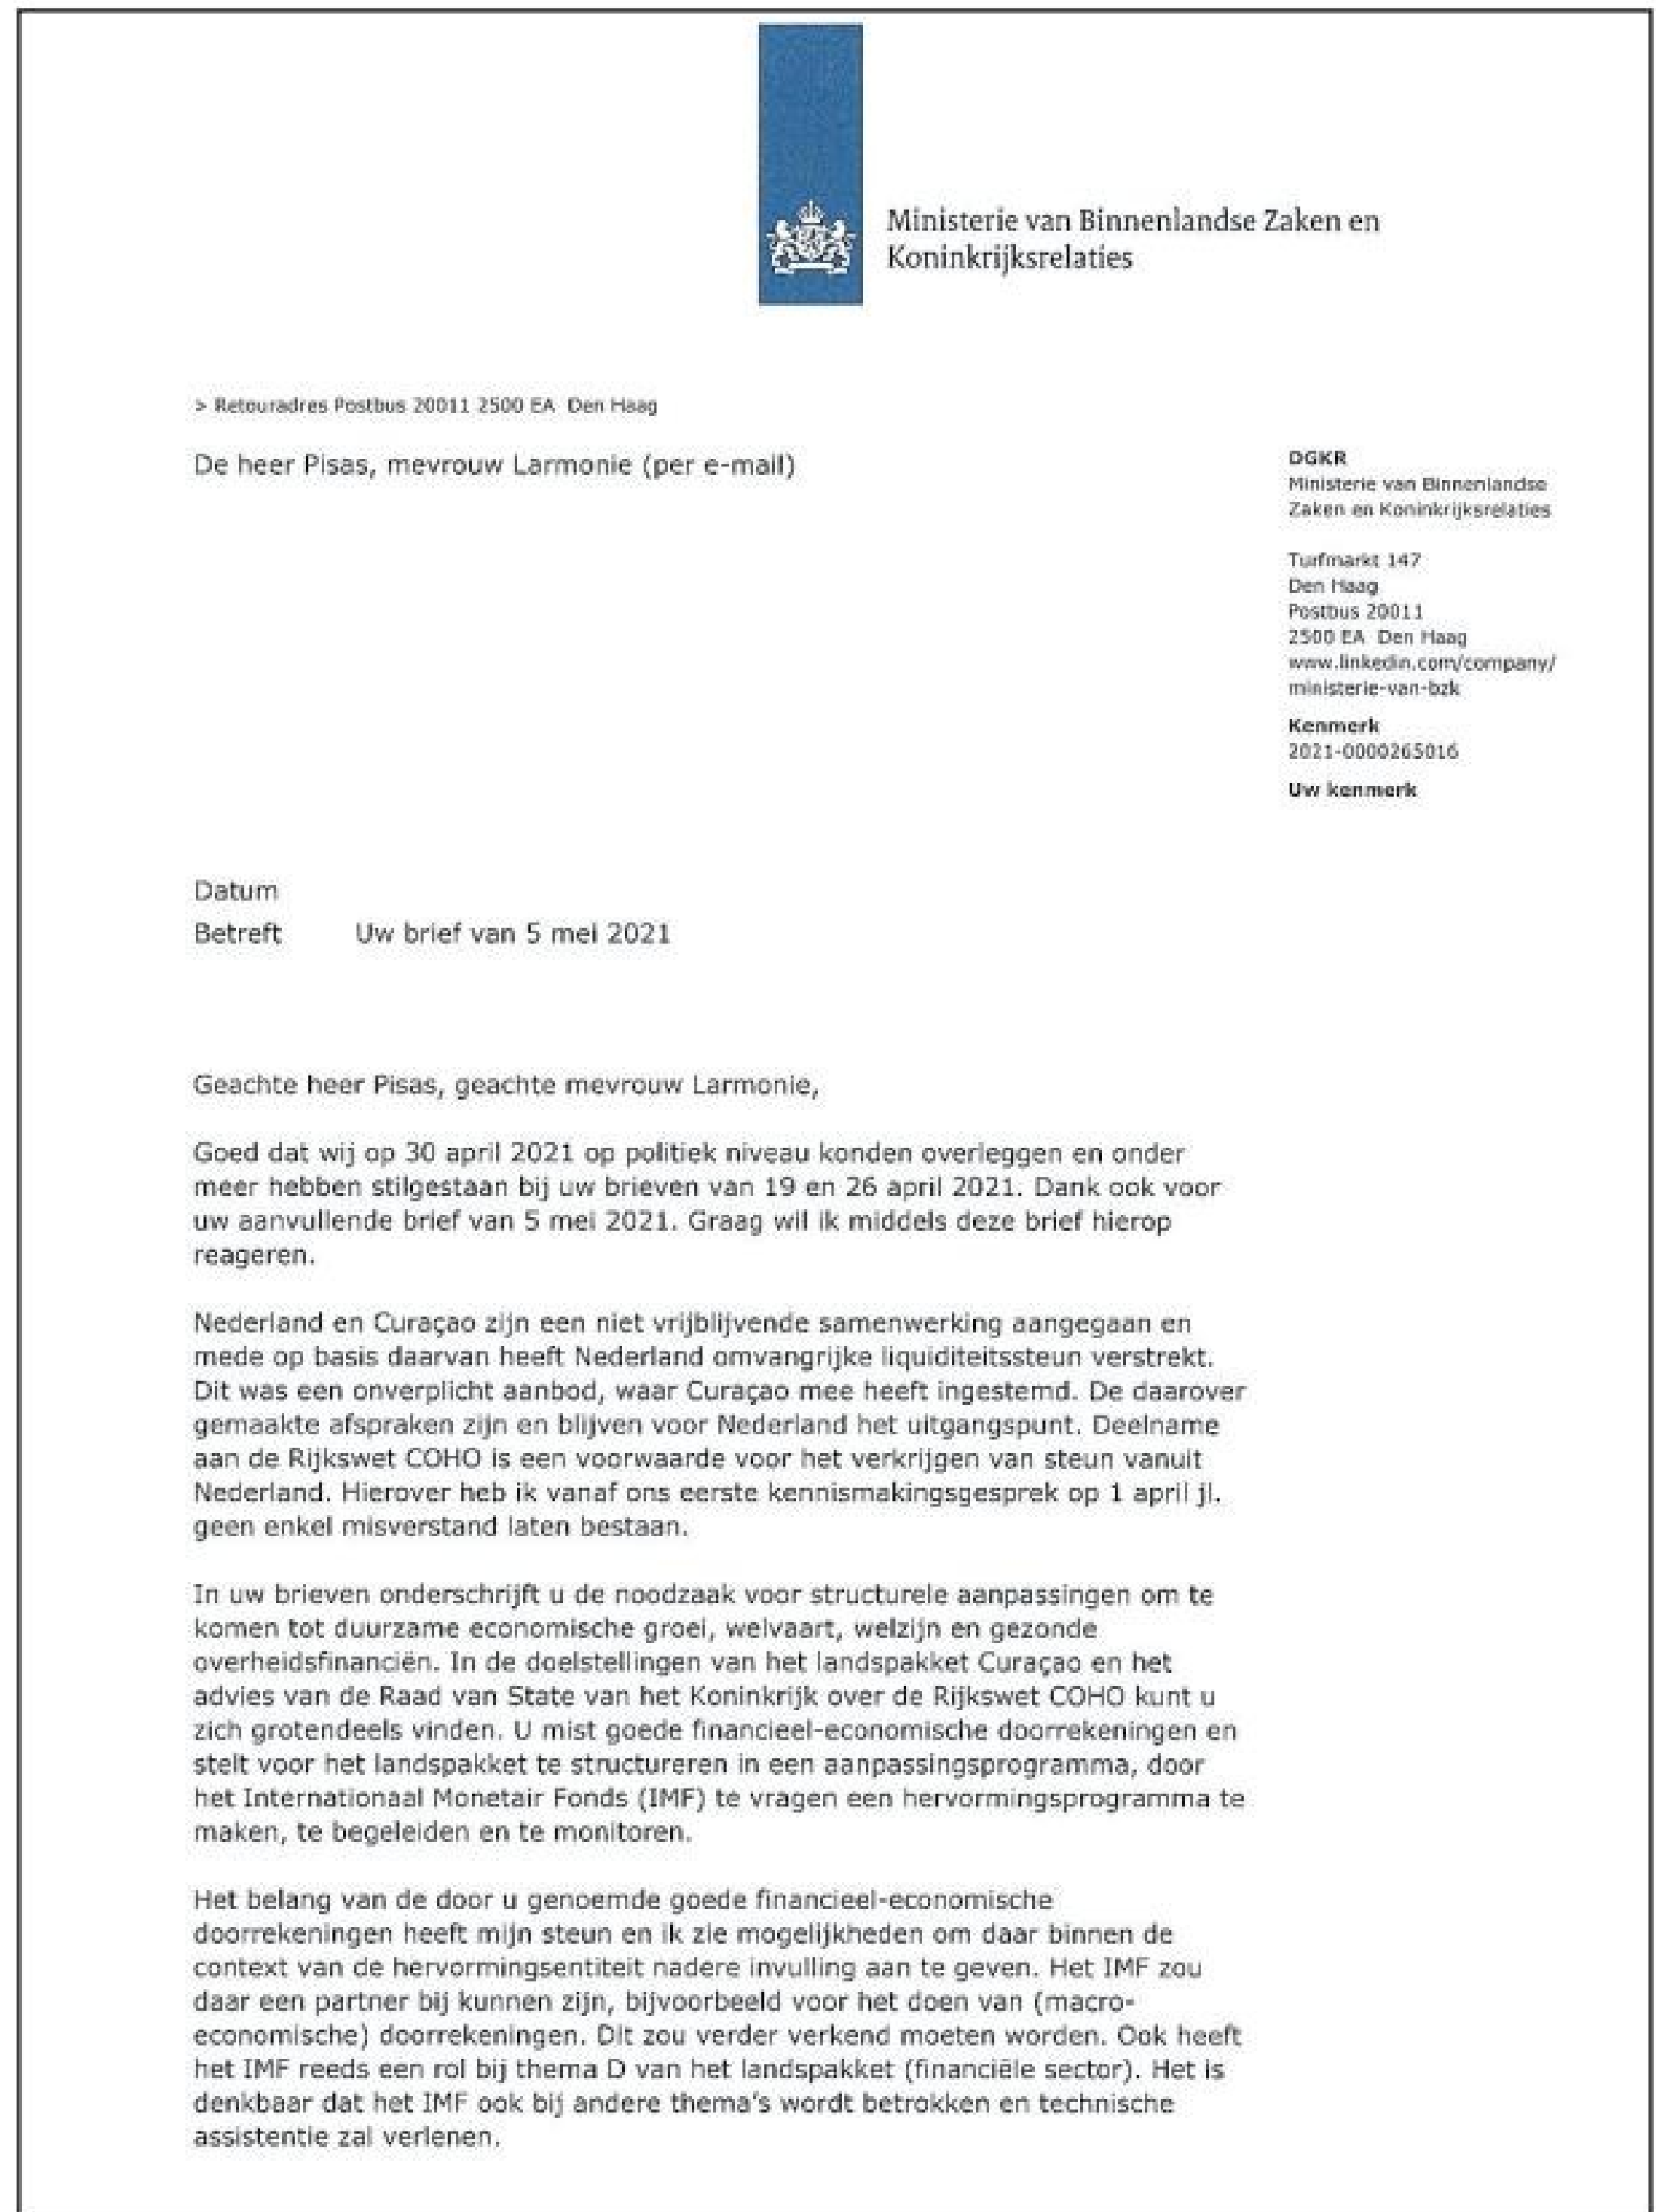 Ministerie van Binnenlandse Zaken en
Koninkrijksrelaties
> Retouradres Postbus 20011 2500 EA Den Haag
De heer Pisas, mevrouw Larmonie (per e-mail)
DGKR
Ministerie van Binnenlandse
Zaken en Koninkrijksrelaties
Turfmarkt 147
Den Haag
Postbus 20011
2500 EA Den Haag
www.linkedin.com/company/
ministerie-van-bzk
Kenmerk
2021-0000265016
Uw kenmerk
Datum
Betreft Uw brief van 5 mei 2021
Geachte heer Pisas, geachte mevrouw Larmonie,
Goed dat wij op 30 april 2021 op politiek niveau konden overleggen en onder
meer hebben stilgestaan bij uw brieven van 19 en 26 april 2021. Dank ook voor
uw aanvullende brief van 5 mei 2021. Graag wil ik middels deze brief hierop
reageren.
Nederland en Curaçao zijn een niet vrijblijvende samenwerking aangegaan en
mede op basis daarvan heeft Nederland omvangrijke liquiditeitssteun verstrekt.
Dit was een onverplicht aanbod, waar Curaçao mee heeft ingestemd. De daarover
gemaakte afspraken zijn en blijven voor Nederland het uitgangspunt. Deelname
aan de Rijkswet COHO is een voorwaarde voor het verkrijgen van steun vanuit
Nederland. Hierover heb ik vanaf ons eerste kennismakingsgesprek op 1 april jl.
geen enkel misverstand laten bestaan.
In uw brieven onderschrijft u de noodzaak voor structurele aanpassingen om te
komen tot duurzame economische groei, welvaart, welzijn en gezonde
overheidsfinanciën. In de doelstellingen van het landspakket Curaçao en het
advies van de Raad van State van het Koninkrijk over de Rijkswet COHO kunt u
zich grotendeels vinden. U mist goede financieel-economische doorrekeningen en
stelt voor het landspakket te structureren in een aanpassingsprogramma, door
het Internationaal Monetair Fonds (IMF) te vragen een hervormingsprogramma te
maken, te begeleiden en te monitoren.
Het belang van de door u genoemde goede financieel-economische
doorrekeningen heeft mijn steun en ik zie mogelijkheden om daar binnen de
context van de hervormingsentiteit nadere invulling aan te geven. Het IMF zou
daar een partner bij kunnen zijn, bijvoorbeeld voor het doen van (macro-
economische) doorrekeningen. Dit zou verder verkend moeten worden. Ook heeft
het IMF reeds een rol bij thema D van het landspakket (financiële sector). Het is
denkbaar dat het IMF ook bij andere thema's wordt betrokken en technische
assistentie zal verlenen.